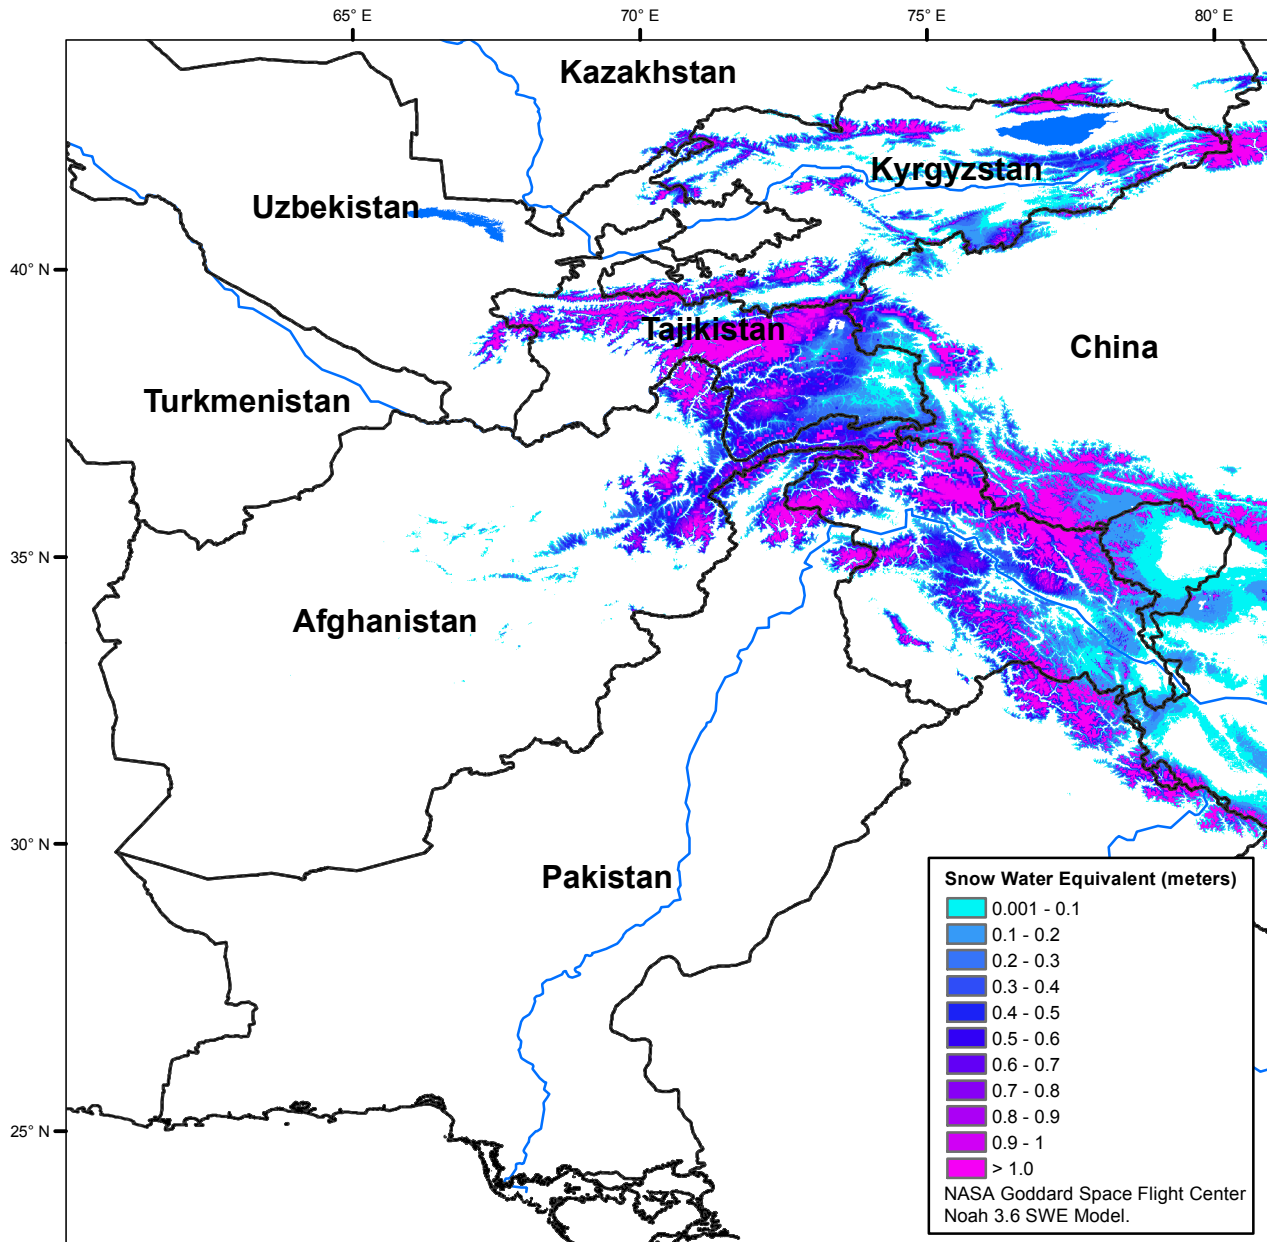 65° E
70° E
75° E
80° E
Kazakhstan
Kyrgyzstan
Uzbekistan
40° N
Tajikistan
China
Turkmenistan
35° N
Afghanistan
30° N
Pakistan
25° N
Snow Water Equivalent (meters)
0.001 - 0.1
0.1 - 0.2
0.2 - 0.3
0.3 - 0.4
0.4 - 0.5
0.5 - 0.6
0.6 - 0.7
0.7 - 0.8
0.8 - 0.9
0.9 - 1
> 1.0
NASA Goddard Space Flight Center
Noah 3.6 SWE Model.